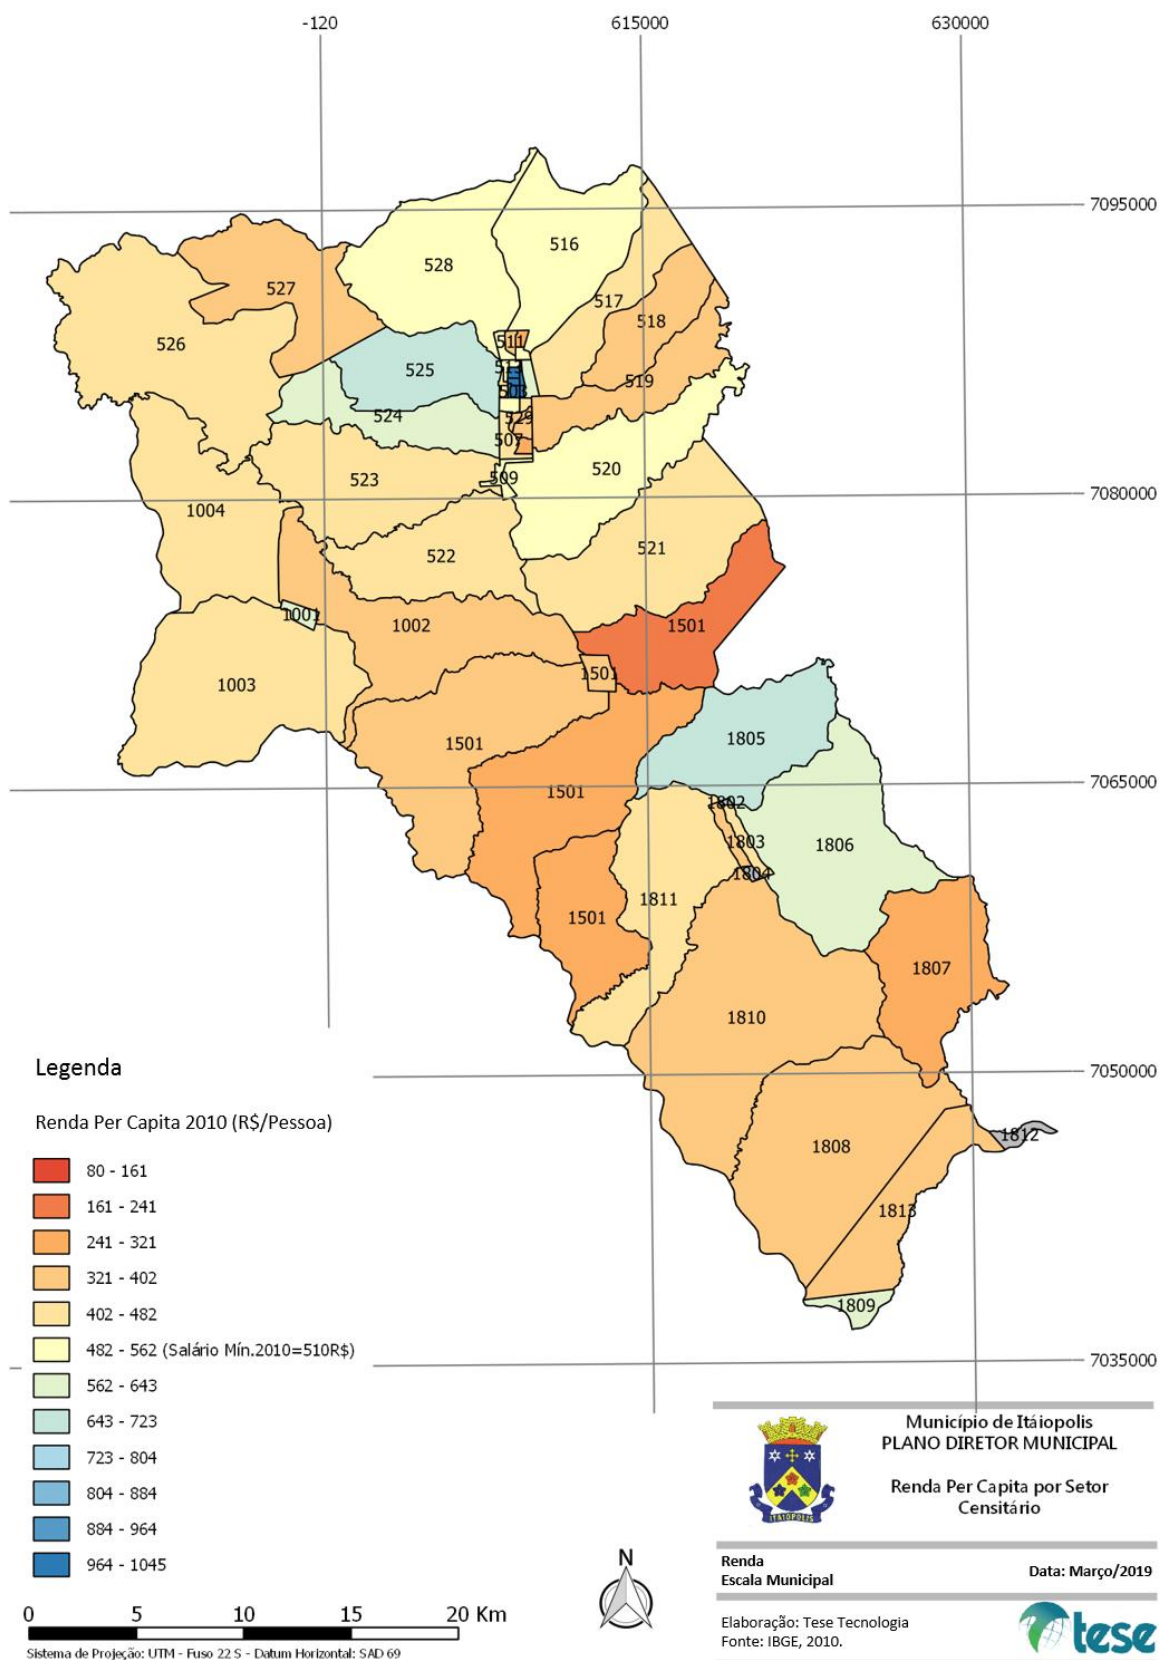 -120 615000 630000
7095000
516
528
527
517
518
526
511
525
519
524
529
507
520
523
509
7080000
1004
521
522
1001
1002
1501
1501
1003
1805
1501
7065000
1501
1802
1803
1806
1804
1811
1501
1807
1810
Legenda
7050000
Renda Per Capita 2010 (R$/Pessoa)
1812
1808
80 - 161
161 - 241
1813
241 - 321
321 - 402
1809
402 - 482
482 - 562 (Salário Mín.2010=510R$)
7035000
562 - 643
643 - 723
723 - 804
804 - 884
884 - 964
964 - 1045
Município de Itáiopolis
PLANO DIRETOR MUNICIPAL
Renda Per Capita por Setor
Censitário
ITAIOPOLIS
Renda
Escala Municipal
Data: Março/2019
N
0 5 10 15 20 Km
Elaboração: Tese Tecnologia
Fonte: IBGE, 2010.
tese
Sistema de Projeção: UTM - Fuso 22 S - Datum Horizontal: SAD 69